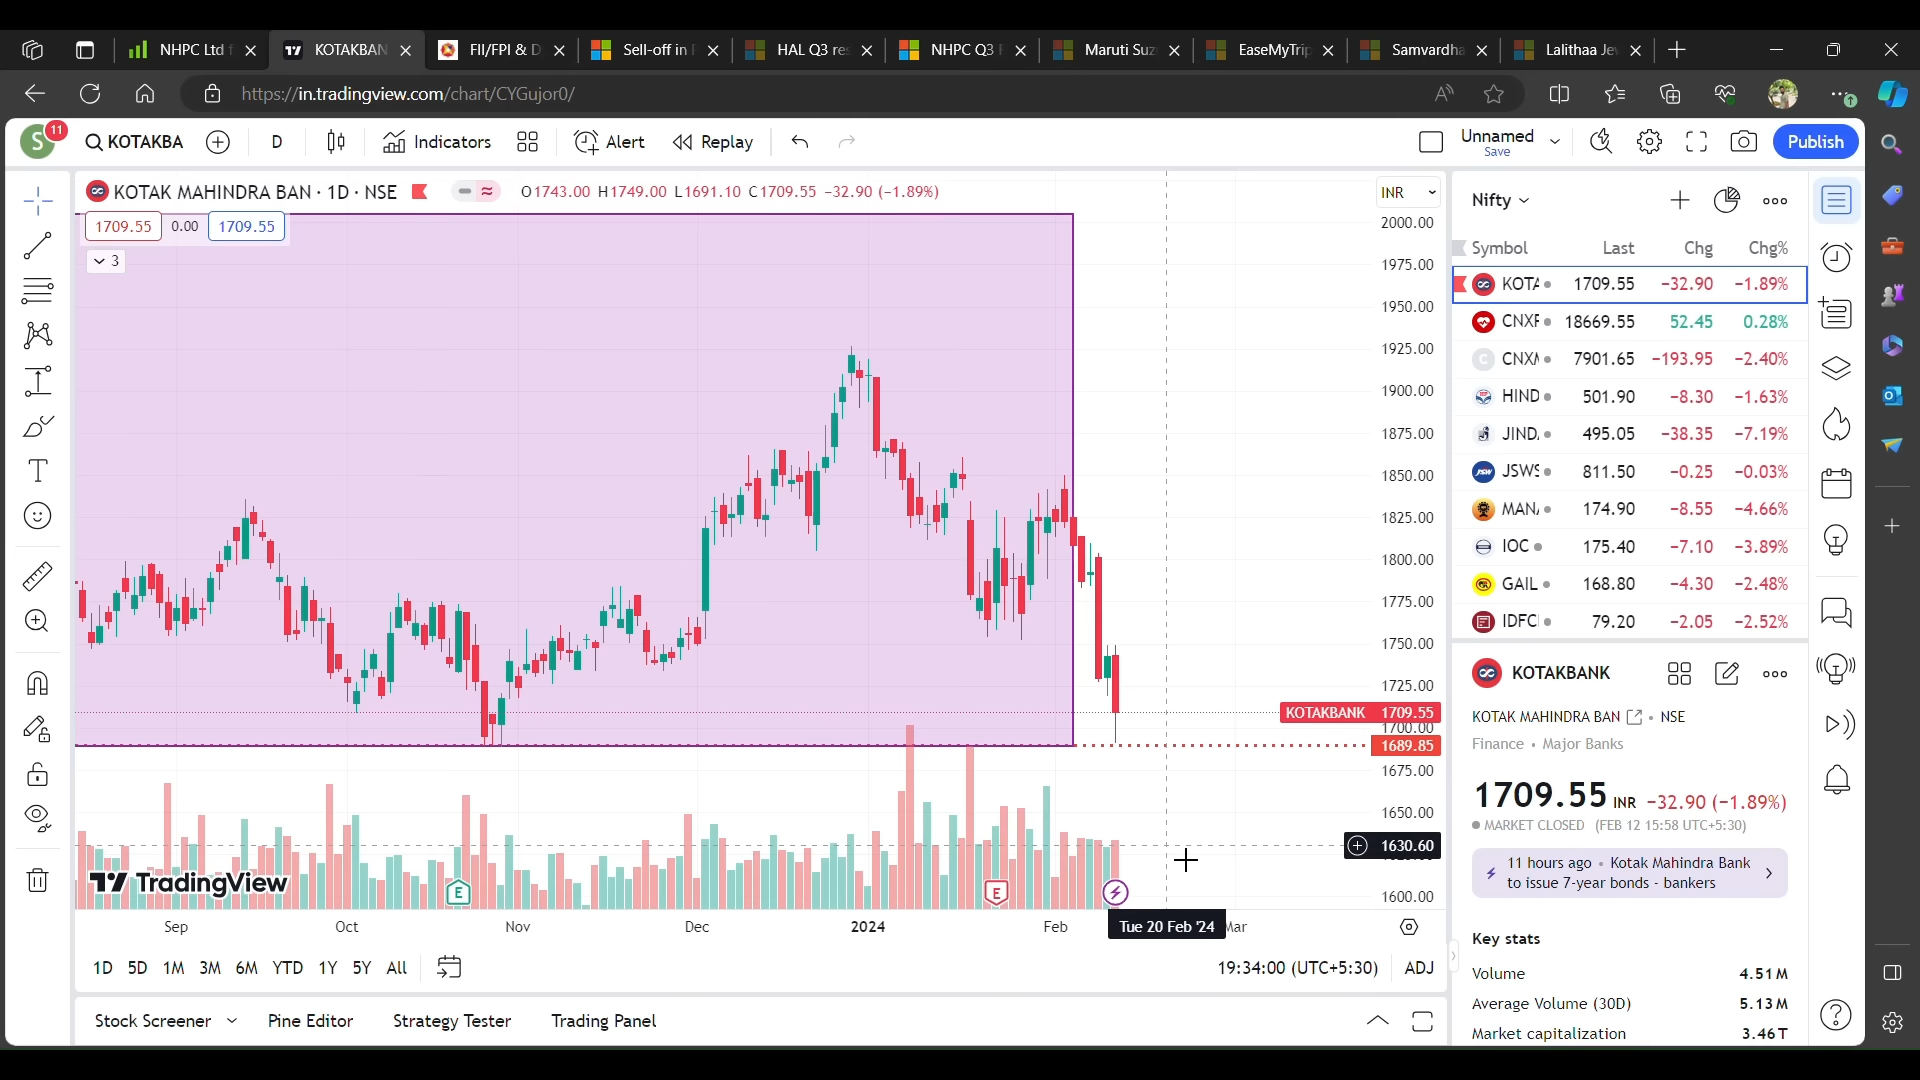 NHPC Ltd f
KOTAKBAN
FII/FPI & D
Sell-off in
HAL Q3 re
NHPC Q3
Maruti Suz
EaseMyTrip
Samvardha
Lalithaa Je
https://in.tradingview.com/chart/CYGujor0/
S
11
KOTAKBA
D
Indicators
Alert
Replay
Unnamed
Save
Publish
KOTAK MAHINDRA BAN · 1D · NSE
O1743.00 H1749.00 L1691.10 C1709.55 −32.90 (−1.89%)
INR
1709.55
0.00
1709.55
3
2000.00
1975.00
1950.00
1925.00
1900.00
1875.00
1850.00
1825.00
1800.00
1775.00
1750.00
1725.00
KOTAKBANK 1709.55
1700.00
1689.85
1675.00
1650.00
1630.60
1600.00
TradingView
E
E
Sep
Oct
Nov
Dec
2024
Feb
Tue 20 Feb '24
Mar
1D 5D 1M 3M 6M YTD 1Y 5Y All
19:34:00 (UTC+5:30)
ADJ
Stock Screener
Pine Editor
Strategy Tester
Trading Panel
Nifty
Symbol Last Chg Chg%
KOTA 1709.55 −32.90 −1.89%
CNXF 18669.55 52.45 0.28%
CNXM 7901.65 −193.95 −2.40%
HIND 501.90 −8.30 −1.63%
JIND 495.05 −38.35 −7.19%
JSWS 811.50 −0.25 −0.03%
MANA 174.90 −8.55 −4.66%
IOC 175.40 −7.10 −3.89%
GAIL 168.80 −4.30 −2.48%
IDFC 79.20 −2.05 −2.52%
KOTAKBANK
KOTAK MAHINDRA BAN • NSE
Finance • Major Banks
1709.55 INR −32.90 (−1.89%)
MARKET CLOSED (FEB 12 15:58 UTC+5:30)
11 hours ago • Kotak Mahindra Bank
to issue 7-year bonds - bankers
Key stats
Volume 4.51M
Average Volume (30D) 5.13M
Market capitalization 3.46T